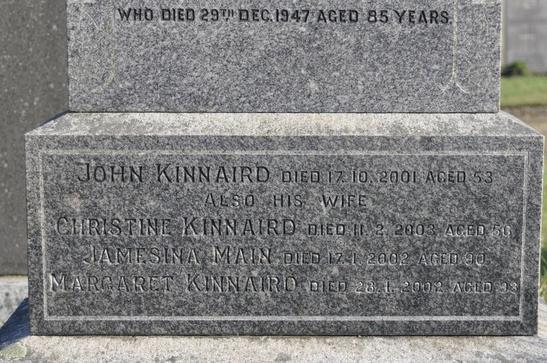 WHO DIED 29TH DEC. 1947 AGED 85 YEARS.
JOHN KINNAIRD DIED 17. 10. 2001 AGED 53
ALSO HIS WIFE
CHRISTINE KINNAIRD DIED 11. 2. 2003 AGED 56
JAMESINA MAIN DIED 17. 1. 2002 AGED 90
MARGARET KINNAIRD DIED 28. 1. 2002 AGED 93